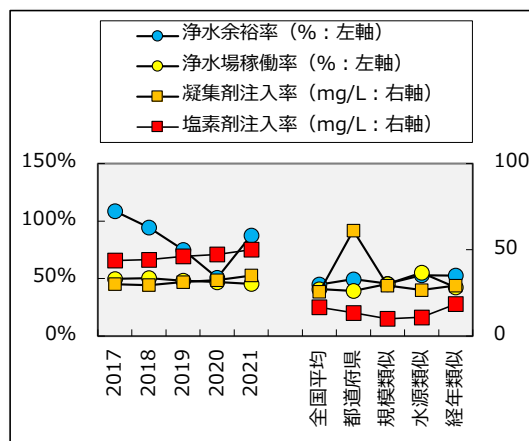 浄水余裕率（%：左軸）
浄水場稼働率（%：左軸）
凝集剤注入率（mg/L：右軸）
塩素剤注入率（mg/L：右軸）
150%
100%
50%
0%
100
50
0
2017
2018
2019
2020
2021
全国平均
都道府県
規模類似
水源類似
経年類似